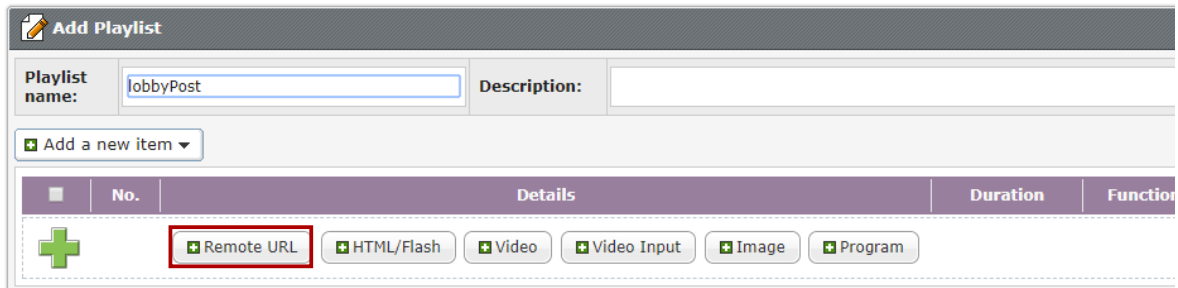 Add Playlist
Playlist name:
lobbyPost
Description:
Add a new item
No. Details Duration Function
Remote URL HTML/Flash Video Video Input Image Program